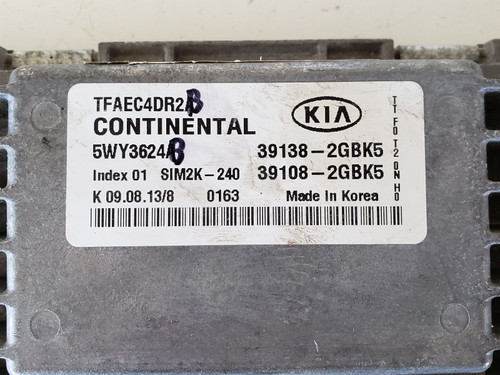 TFAEC4DR2B
KIA
CONTINENTAL
5WY3624B
39138-2GBK5
Index 01 SIM2K-240
39108-2GBK5
K 09.08.13/8 0163 Made in Korea
TTF0T20NH0